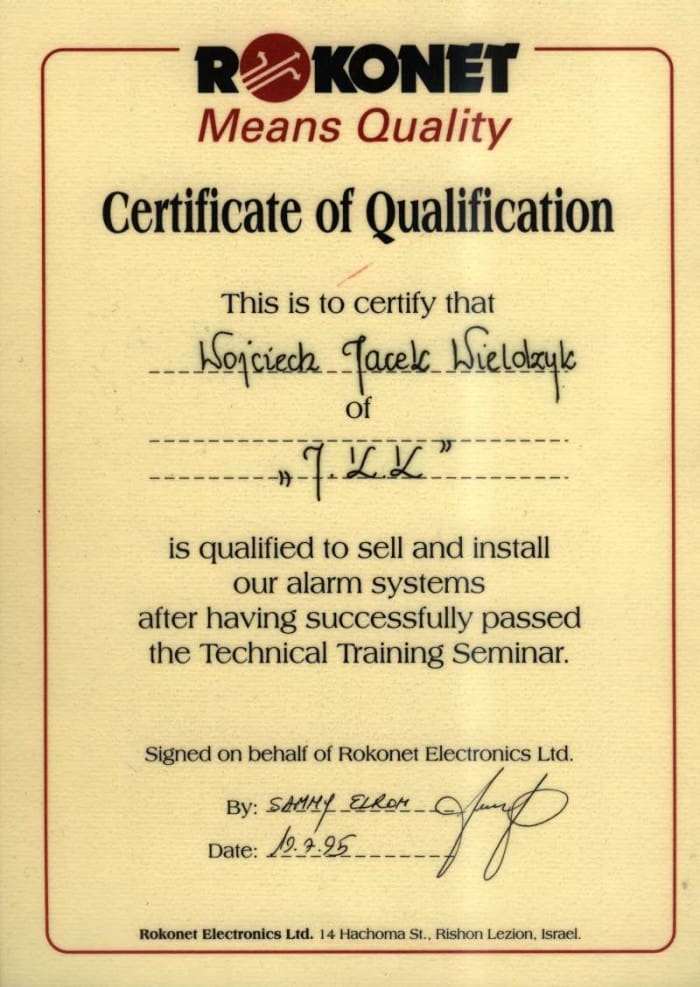 ROKONET
Means Quality
Certificate of Qualification
This is to certify that
Wojciech Jacek
of
is qualified to sell and install
our alarm systems
after having successfully passed
the Technical Training Seminar.
Signed on behalf of Rokonet Electronics Ltd.
By: SAMMY ELROM
Date: 19.7.95
Rokonet Electronics Ltd. 14 Hachoma St., Rishon Lezion, Israel.